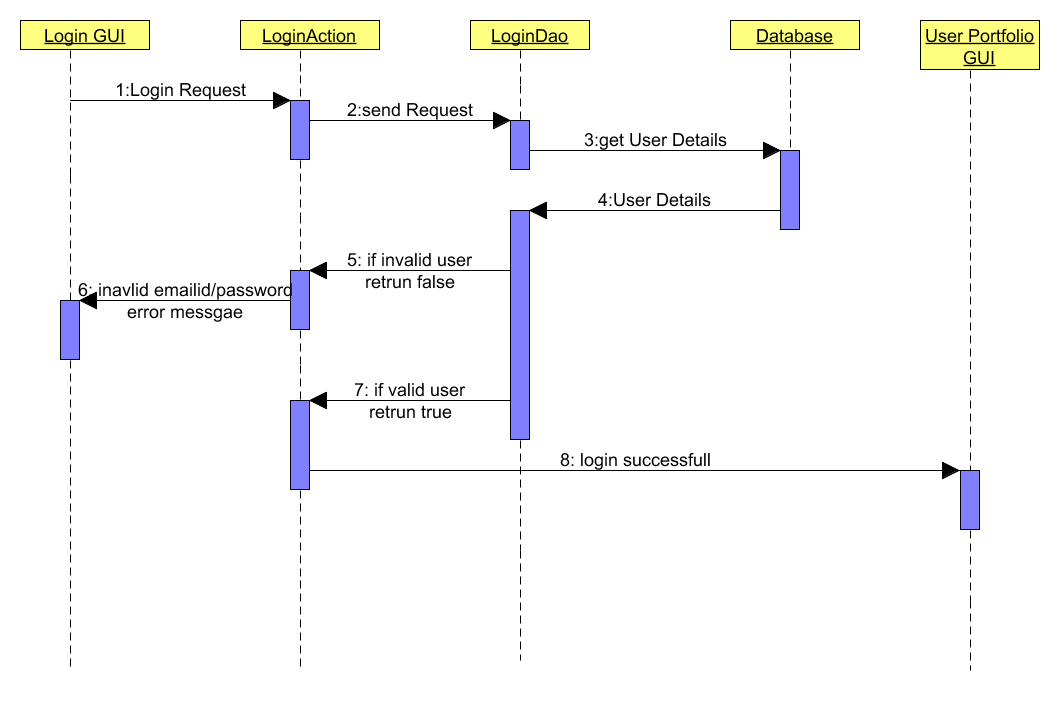 Login GUI
LoginAction
LoginDao
Database
User Portfolio
GUI
1:Login Request
2:send Request
3:get User Details
4:User Details
5: if invalid user
retrun false
6: inavlid emailid/password
error messgae
7: if valid user
retrun true
8: login successfull